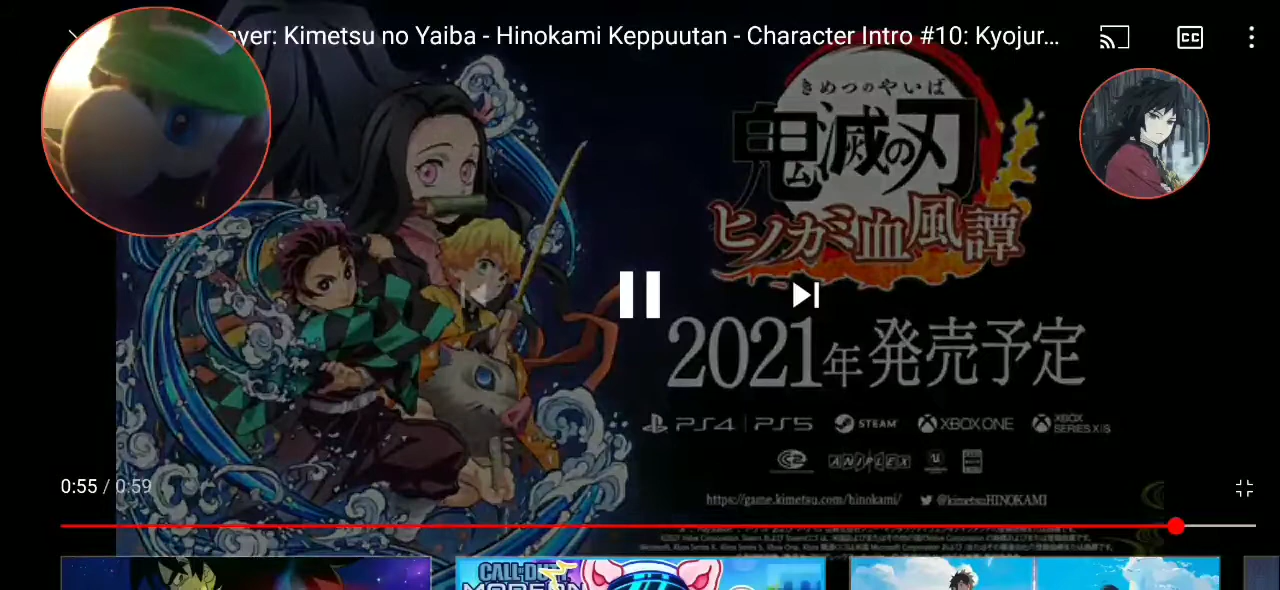 ayer: Kimetsu no Yaiba - Hinokami Keppuutan - Character Intro #10: Kyojur...
CC
きめつのやいば
鬼滅の刃
ヒノカミ血風譚
2021年発売予定
PS4 | PS5 STEAM XBOX ONE XBOX SERIES X|S
ANIPLEX
https://game.kimetsu.com/hinokami/ @kimetsuHINOKAMI
0:55 / 0:59
CALL OF DUTY
MODERN